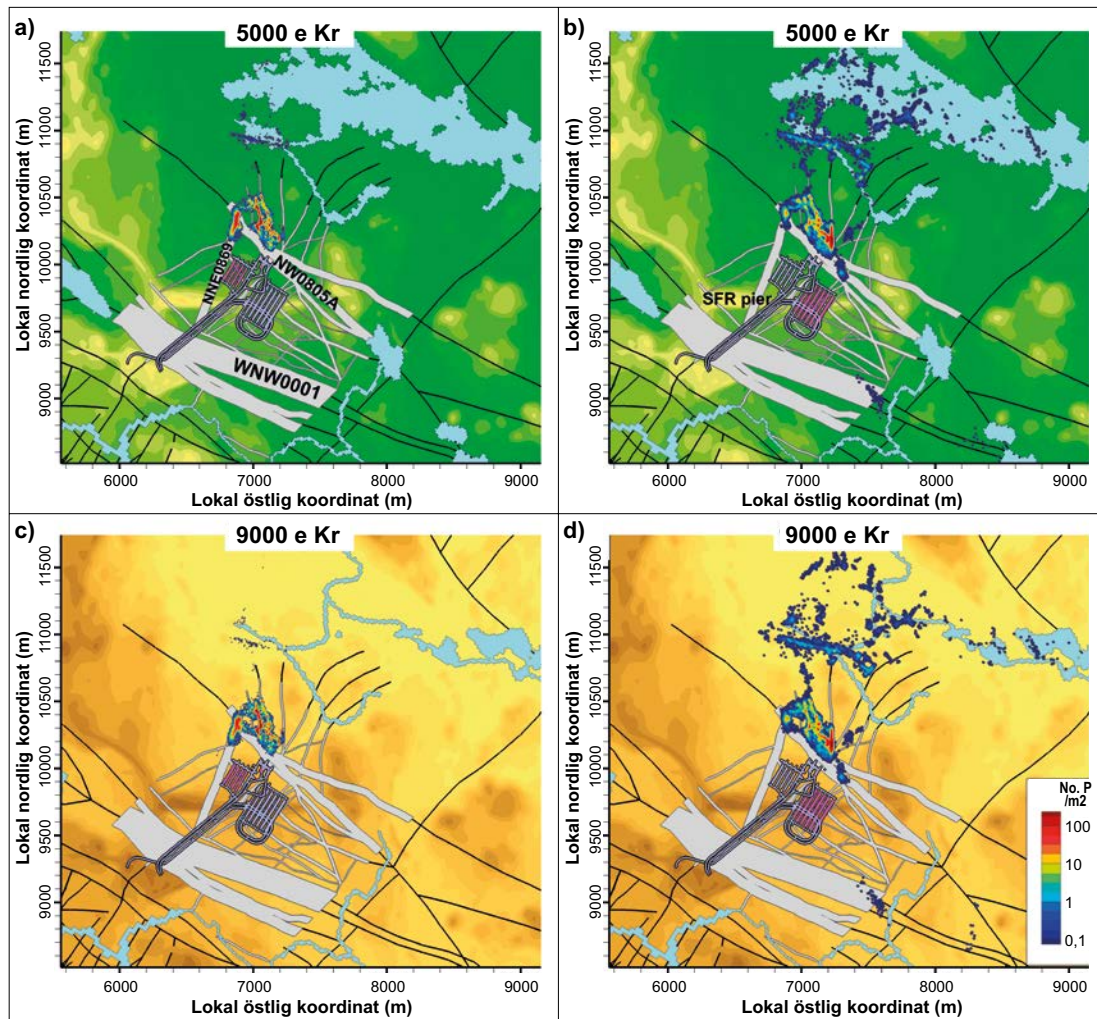 a)
5000 e Kr
Lokal nordlig koordinat (m)
11500
11000
10500
10000
9500
9000
NNE0869
NW0805A
WNW0001
6000 7000 8000 9000
Lokal östlig koordinat (m)
b)
5000 e Kr
Lokal nordlig koordinat (m)
11500
11000
10500
10000
9500
9000
SFR pier
6000 7000 8000 9000
Lokal östlig koordinat (m)
c)
9000 e Kr
Lokal nordlig koordinat (m)
11500
11000
10500
10000
9500
9000
6000 7000 8000 9000
Lokal östlig koordinat (m)
d)
9000 e Kr
Lokal nordlig koordinat (m)
11500
11000
10500
10000
9500
9000
No. P
/m2
100
10
1
0,1
6000 7000 8000 9000
Lokal östlig koordinat (m)